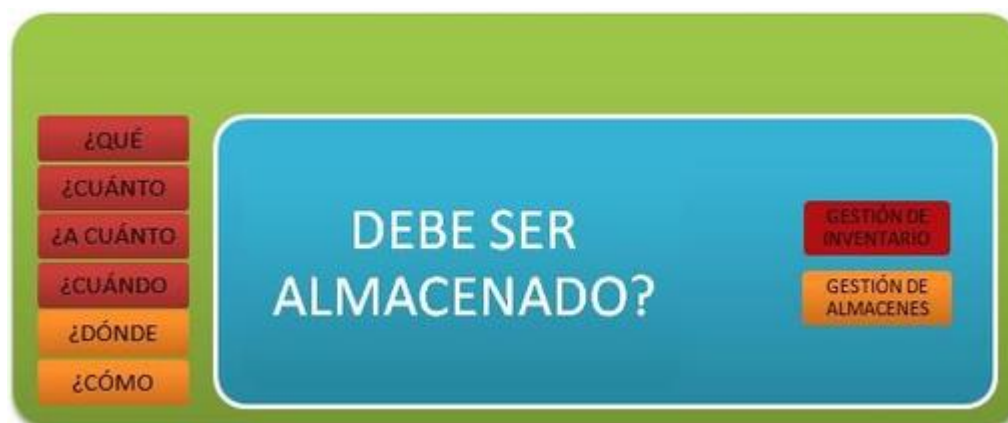 ¿QUÉ
¿CUÁNTO
¿A CUÁNTO
¿CUÁNDO
¿DÓNDE
¿CÓMO
DEBE SER
ALMACENADO?
GESTIÓN DE
INVENTARIO
GESTIÓN DE
ALMACENES